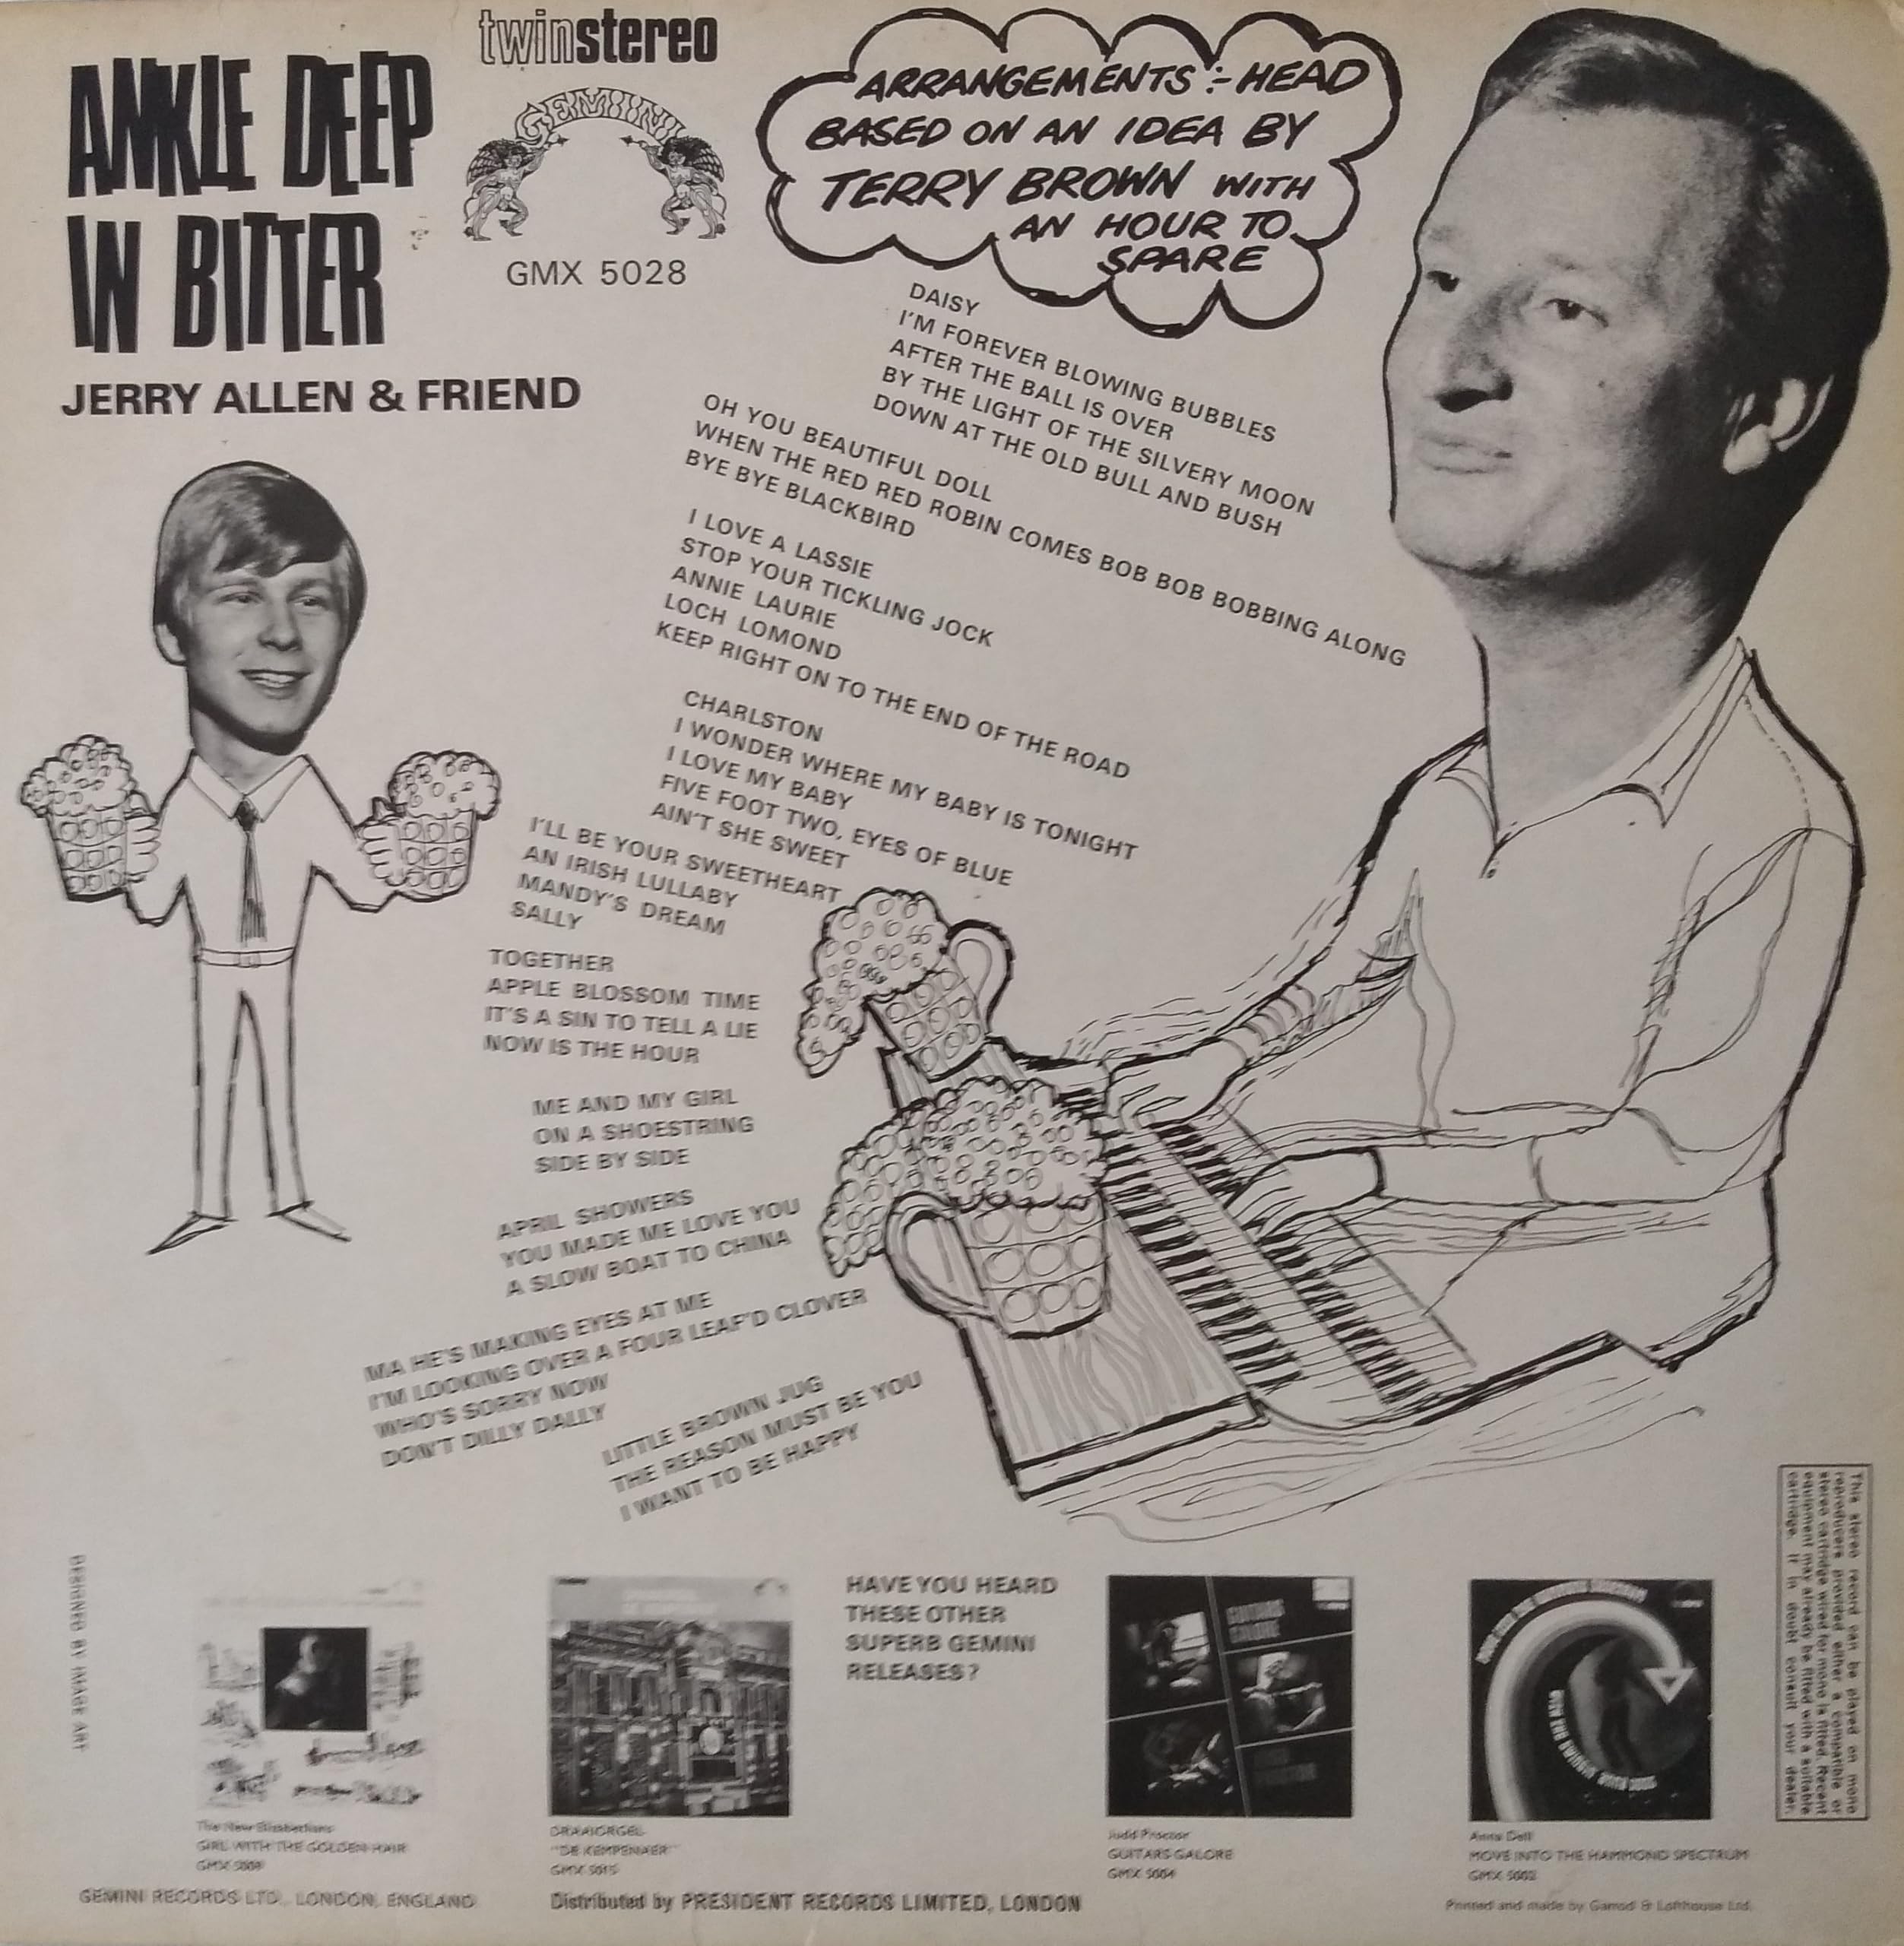 ANKLE DEEP
IN BITTER
JERRY ALLEN & FRIEND
twinstereo
GEMINI
GMX 5028
ARRANGEMENTS :- HEAD
BASED ON AN IDEA BY
TERRY BROWN WITH
AN HOUR TO
SPARE
DAISY
I'M FOREVER BLOWING BUBBLES
AFTER THE BALL IS OVER
BY THE LIGHT OF THE SILVERY MOON
DOWN AT THE OLD BULL AND BUSH
OH YOU BEAUTIFUL DOLL
WHEN THE RED RED ROBIN COMES BOB BOB BOBBING ALONG
BYE BYE BLACKBIRD
I LOVE A LASSIE
STOP YOUR TICKLING JOCK
ANNIE LAURIE
LOCH LOMOND
KEEP RIGHT ON TO THE END OF THE ROAD
CHARLSTON
I WONDER WHERE MY BABY IS TONIGHT
I LOVE MY BABY
FIVE FOOT TWO, EYES OF BLUE
AIN'T SHE SWEET
I'LL BE YOUR SWEETHEART
AN IRISH LULLABY
MANDY'S DREAM
SALLY
TOGETHER
APPLE BLOSSOM TIME
IT'S A SIN TO TELL A LIE
NOW IS THE HOUR
ME AND MY GIRL
ON A SHOESTRING
SIDE BY SIDE
APRIL SHOWERS
YOU MADE ME LOVE YOU
A SLOW BOAT TO CHINA
MA HE'S MAKING EYES AT ME
I'M LOOKING OVER A FOUR LEAF'D CLOVER
WHO'S SORRY NOW
DON'T DILLY DALLY
LITTLE BROWN JUG
THE REASON MUST BE YOU
I WANT TO BE HAPPY
This stereo record can be played on mono
reproducers provided either a compatible or
stereo cartridge wired for mono is fitted. Recent
equipment may already be fitted with a suitable
cartridge. If in doubt consult your dealer.
DESIGNED BY IMAGE ART
HAVE YOU HEARD
THESE OTHER
SUPERB GEMINI
RELEASES?
GUITARS
GALORE
The New Elizabethans
GIRL WITH THE GOLDEN HAIR
GMX
DRAAIORGEL
"DE KEMPENAER"
GMX 5015
Judd Procter
GUITARS GALORE
GMX 5004
Anna Dell
MOVE INTO THE HAMMOND SPECTRUM
GMX 5002
GEMINI RECORDS LTD., LONDON, ENGLAND
Distributed by PRESIDENT RECORDS LIMITED, LONDON
Printed and made by Garrod & Lofthouse Ltd.